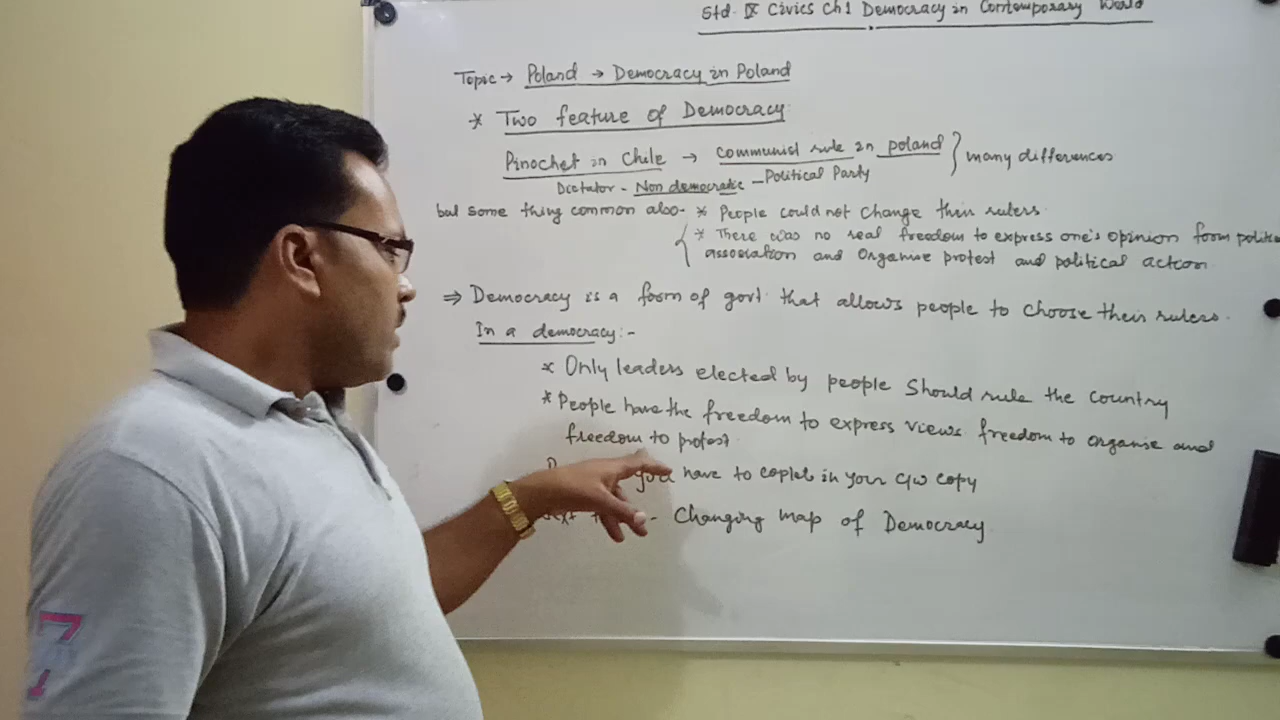 Std. IX Civics Ch1 Democracy in Contemporary World
Topic → Poland → Democracy in Poland
* Two feature of Democracy
Pinochet in Chile → Communist rule in poland } many differences
Dictator - Non democratic - Political Party
but some thing common also - * People could not change their rulers.
* There was no real freedom to express one's opinion form
association and Organise protest and political action.
⇒ Democracy is a form of govt. that allows people to choose their rulers.
In a democracy:-
* Only leaders elected by people Should rule the country
* People have the freedom to express views. freedom to organise and
freedom to protest.
you have to coplet in your C/W copy
- Changing map of Democracy.